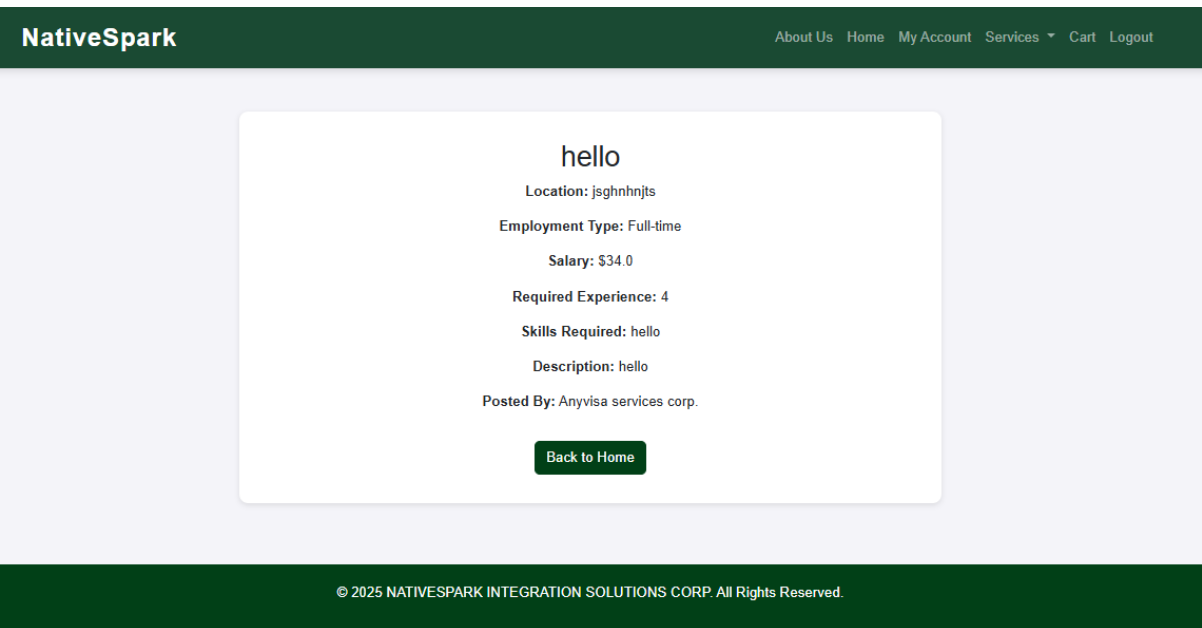 NativeSpark
About Us Home My Account Services Cart Logout
hello
Location: jsghnhnjts
Employment Type: Full-time
Salary: $34.0
Required Experience: 4
Skills Required: hello
Description: hello
Posted By: Anyvisa services corp.
Back to Home
© 2025 NATIVESPARK INTEGRATION SOLUTIONS CORP. All Rights Reserved.